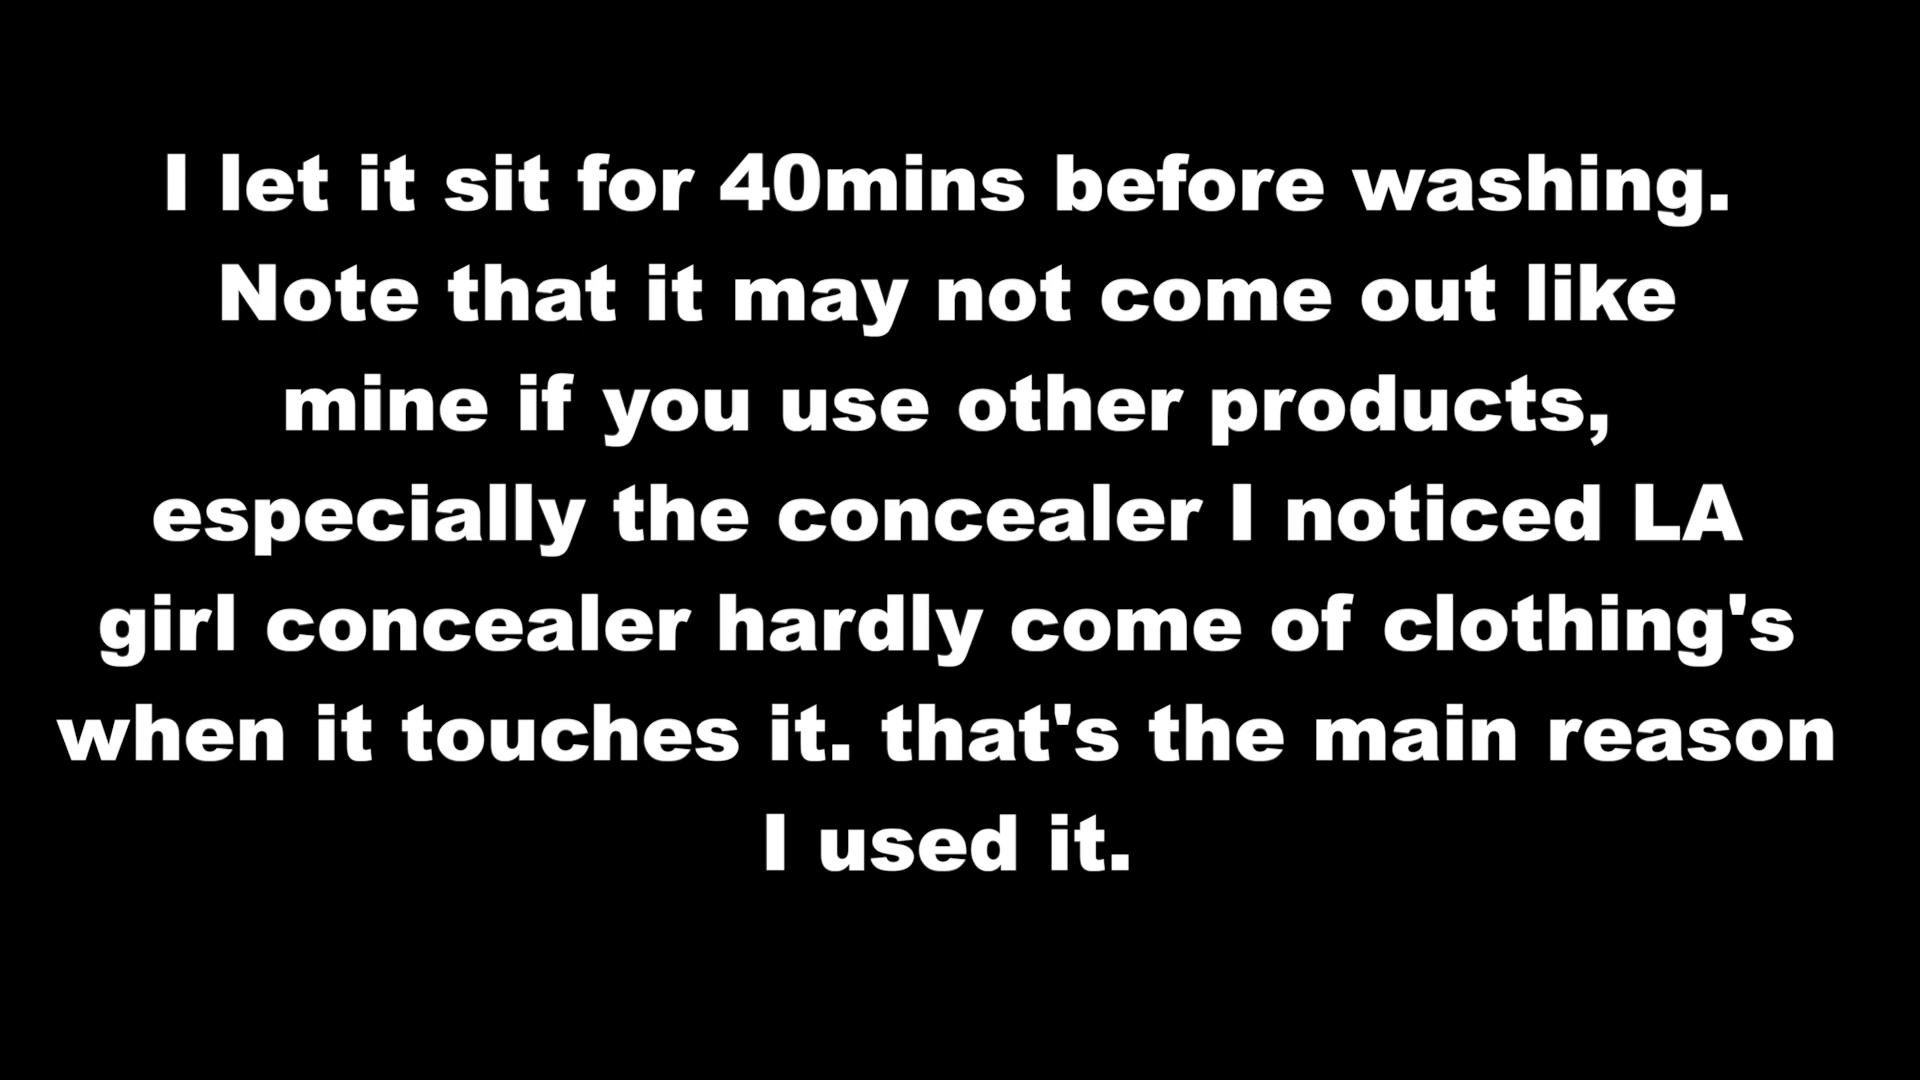 I let it sit for 40mins before washing.
Note that it may not come out like
mine if you use other products,
especially the concealer I noticed LA
girl concealer hardly come of clothing's
when it touches it. that's the main reason
I used it.